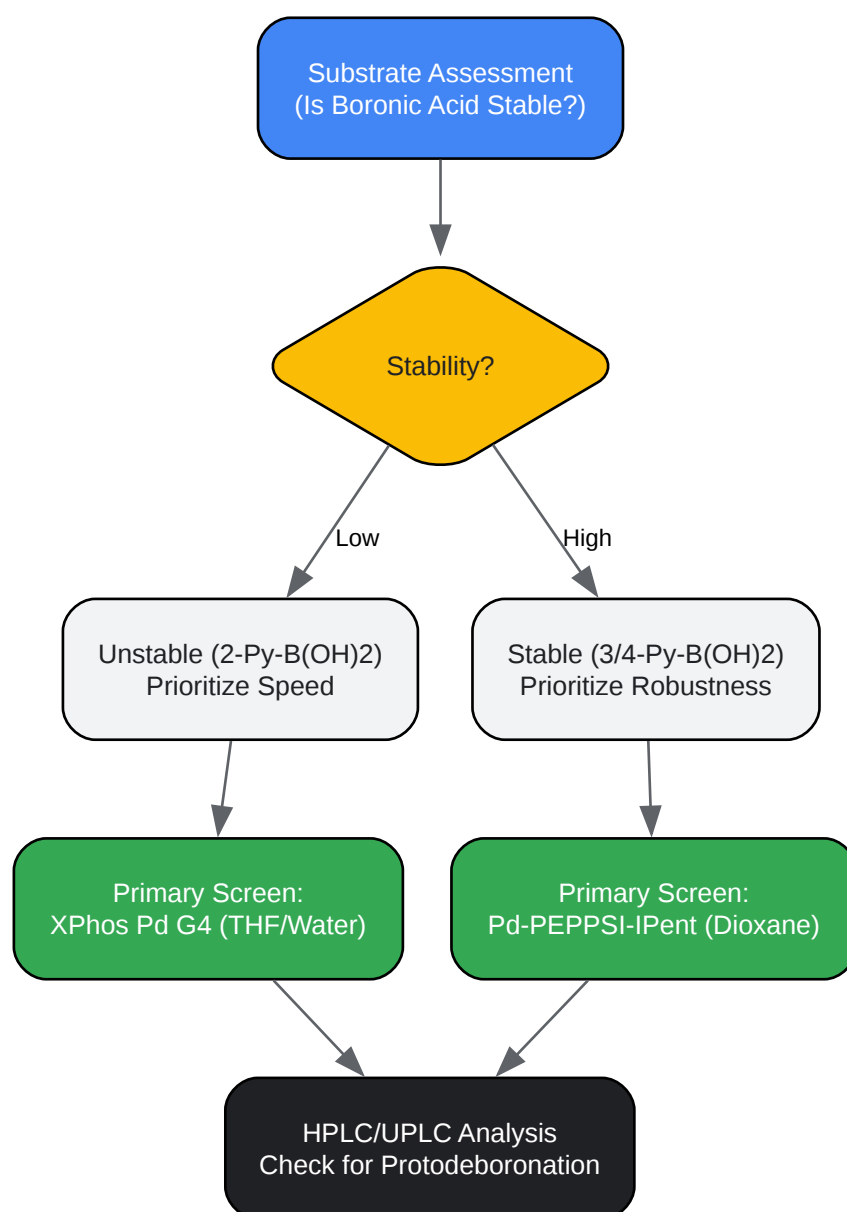 Substrate Assessment
(Is Boronic Acid Stable?)
Stability?
Low
High
Unstable (2-Py-B(OH)2)
Prioritize Speed
Stable (3/4-Py-B(OH)2)
Prioritize Robustness
Primary Screen:
XPhos Pd G4 (THF/Water)
Primary Screen:
Pd-PEPPSI-IPent (Dioxane)
HPLC/UPLC Analysis
Check for Protodeboronation